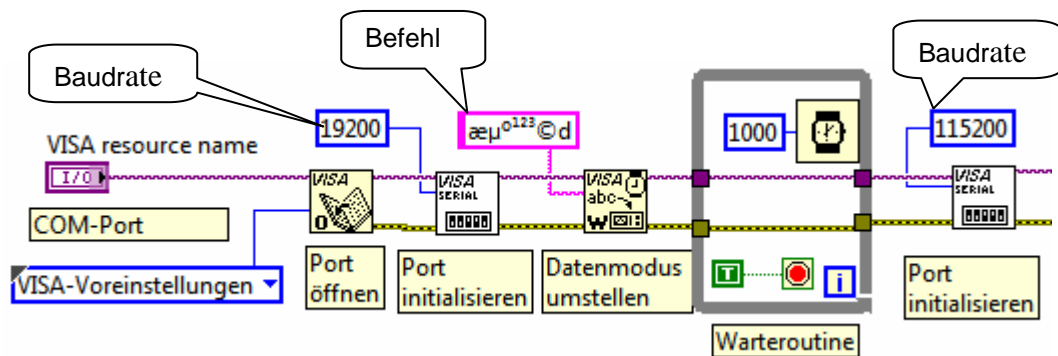 Baudrate
Befehl
Baudrate
19200
æµº¹²³©d
1000
115200
VISA resource name
I/O
VISA
O
VISA
SERIAL
VISA
abc
W
VISA
SERIAL
COM-Port
VISA-Voreinstellungen
Port
öffnen
Port
initialisieren
Datenmodus
umstellen
T
i
Port
initialisieren
Warteroutine